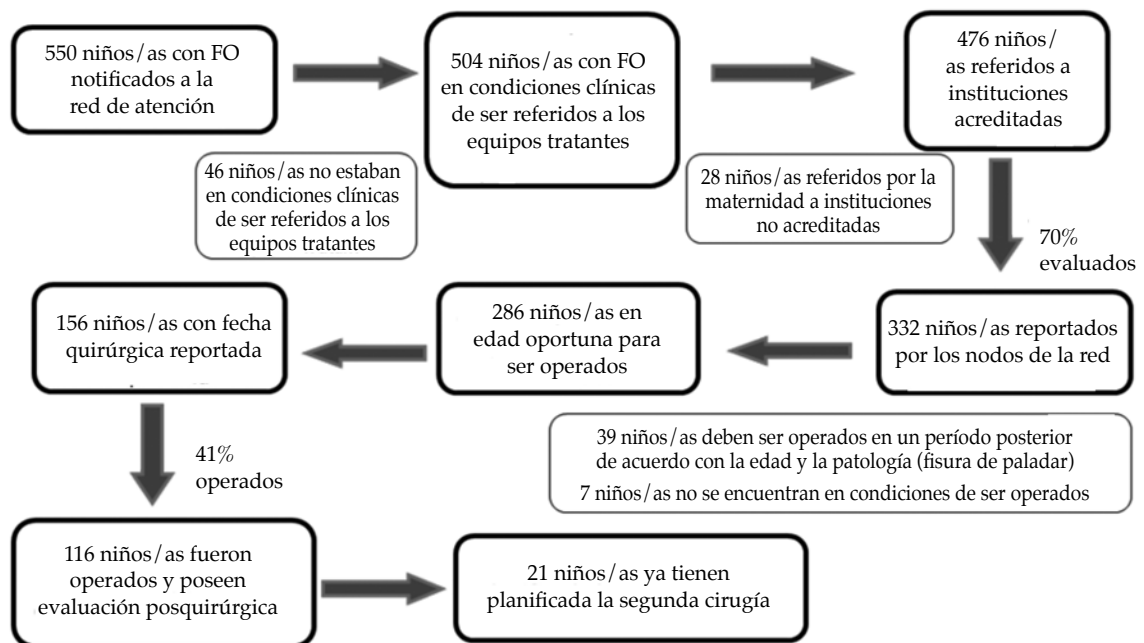 550 niños/as con FO
notificados a la
red de atención
504 niños/as con FO
en condiciones clínicas
de ser referidos a los
equipos tratantes
476 niños/
as referidos a
instituciones
acreditadas
46 niños/as no estaban
en condiciones clínicas
de ser referidos a los
equipos tratantes
28 niños/as referidos por la
maternidad a instituciones
no acreditadas
70%
evaluados
332 niños/as reportados
por los nodos de la red
286 niños/as en
edad oportuna para
ser operados
156 niños/as con fecha
quirúrgica reportada
39 niños/as deben ser operados en un período posterior
de acuerdo con la edad y la patología (fisura de paladar)
7 niños/as no se encuentran en condiciones de ser operados
41%
operados
116 niños/as fueron
operados y poseen
evaluación posquirúrgica
21 niños/as ya tienen
planificada la segunda cirugía